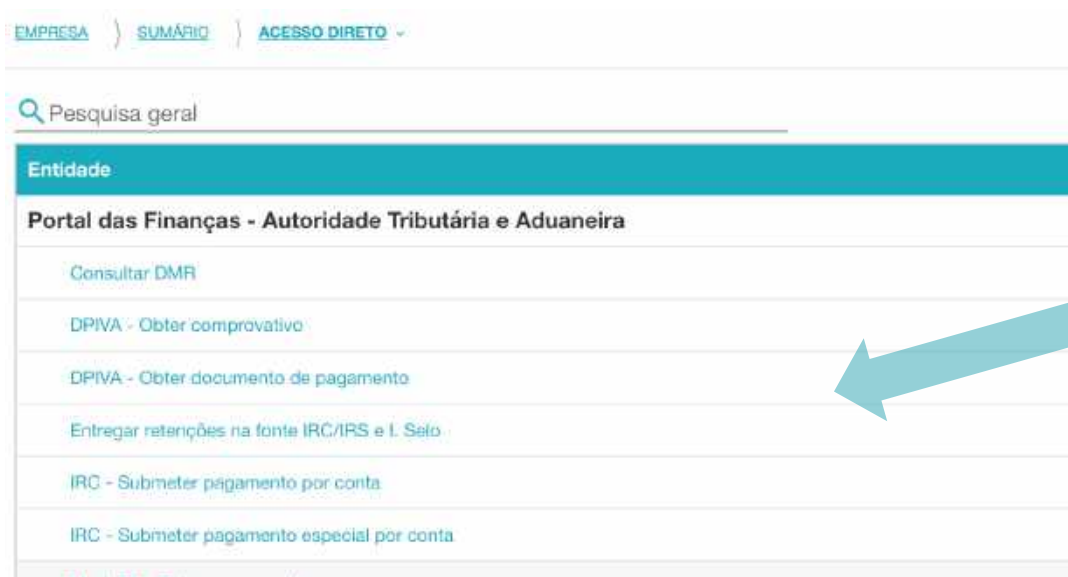 EMPRESA 〉 SUMÁRIO 〉 ACESSO DIRETO
Pesquisa geral
Entidade
Portal das Finanças - Autoridade Tributária e Aduaneira
Consultar DMR
DPIVA - Obter comprovativo
DPIVA - Obter documento de pagamento
Entregar retenções na fonte IRC/IRS e I. Selo
IRC - Submeter pagamento por conta
IRC - Submeter pagamento especial por conta